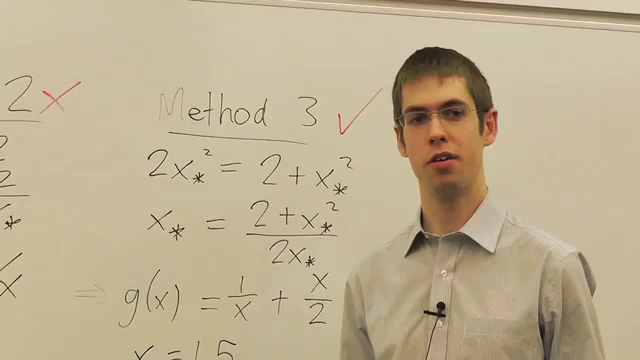 2 ✗
Method 3 ✓
2x⁎² = 2 + x⁎²
x⁎ = (2 + x⁎²) / 2x⁎
⇒ g(x) = 1/x + x/2
x = 1.5